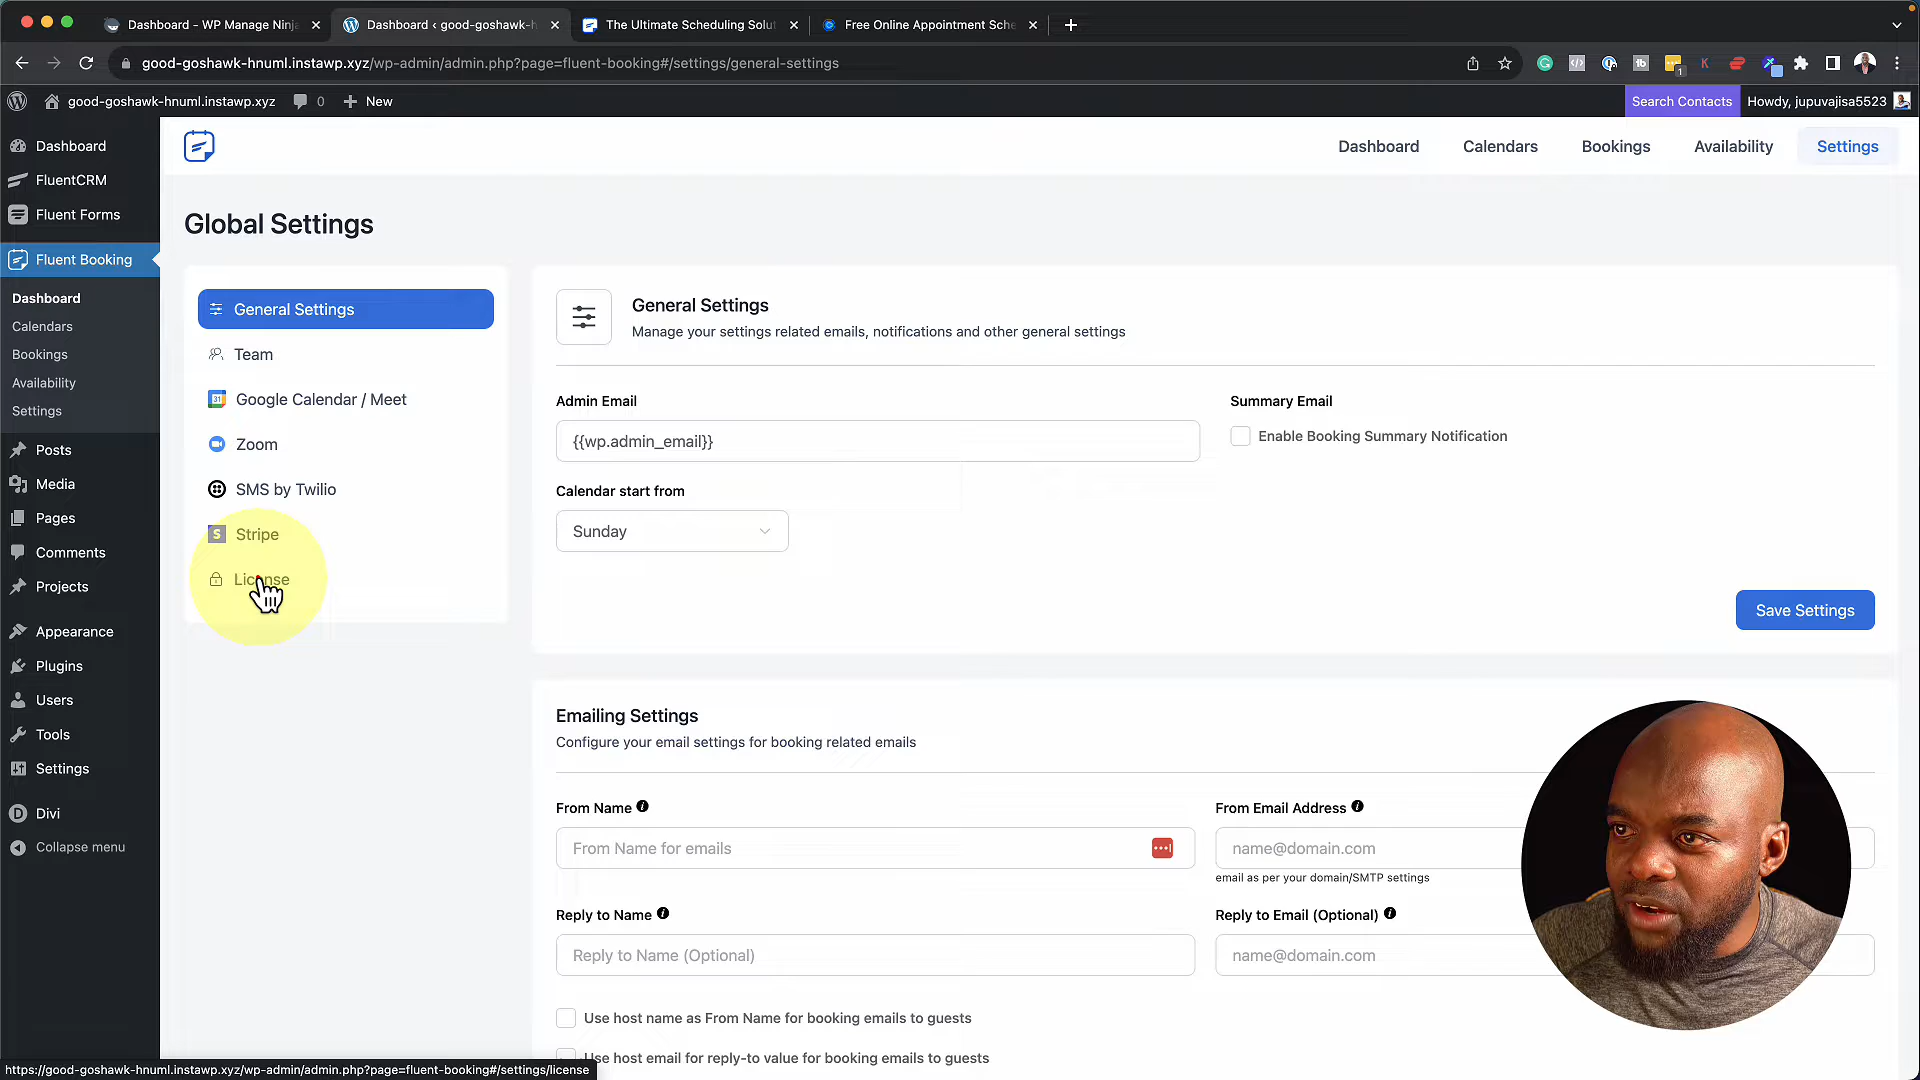 Dashboard - WP Manage Ninja
Dashboard ‹ good-goshawk-h
The Ultimate Scheduling Solut
Free Online Appointment Sche
good-goshawk-hnuml.instawp.xyz/wp-admin/admin.php?page=fluent-booking#/settings/general-settings
good-goshawk-hnuml.instawp.xyz
0
New
Search Contacts
Howdy, jupuvajisa5523
Dashboard
FluentCRM
Fluent Forms
Fluent Booking
Dashboard
Calendars
Bookings
Availability
Settings
Posts
Media
Pages
Comments
Projects
Appearance
Plugins
Users
Tools
Settings
Divi
Collapse menu
Dashboard
Calendars
Bookings
Availability
Settings
Global Settings
General Settings
Team
Google Calendar / Meet
Zoom
SMS by Twilio
Stripe
License
General Settings
Manage your settings related emails, notifications and other general settings
Admin Email
{{wp.admin_email}}
Summary Email
Enable Booking Summary Notification
Calendar start from
Sunday
Save Settings
Emailing Settings
Configure your email settings for booking related emails
From Name
From Name for emails
From Email Address
name@domain.com
email as per your domain/SMTP settings
Reply to Name
Reply to Name (Optional)
Reply to Email (Optional)
name@domain.com
Use host name as From Name for booking emails to guests
Use host email for reply-to value for booking emails to guests
https://good-goshawk-hnuml.instawp.xyz/wp-admin/admin.php?page=fluent-booking#/settings/license